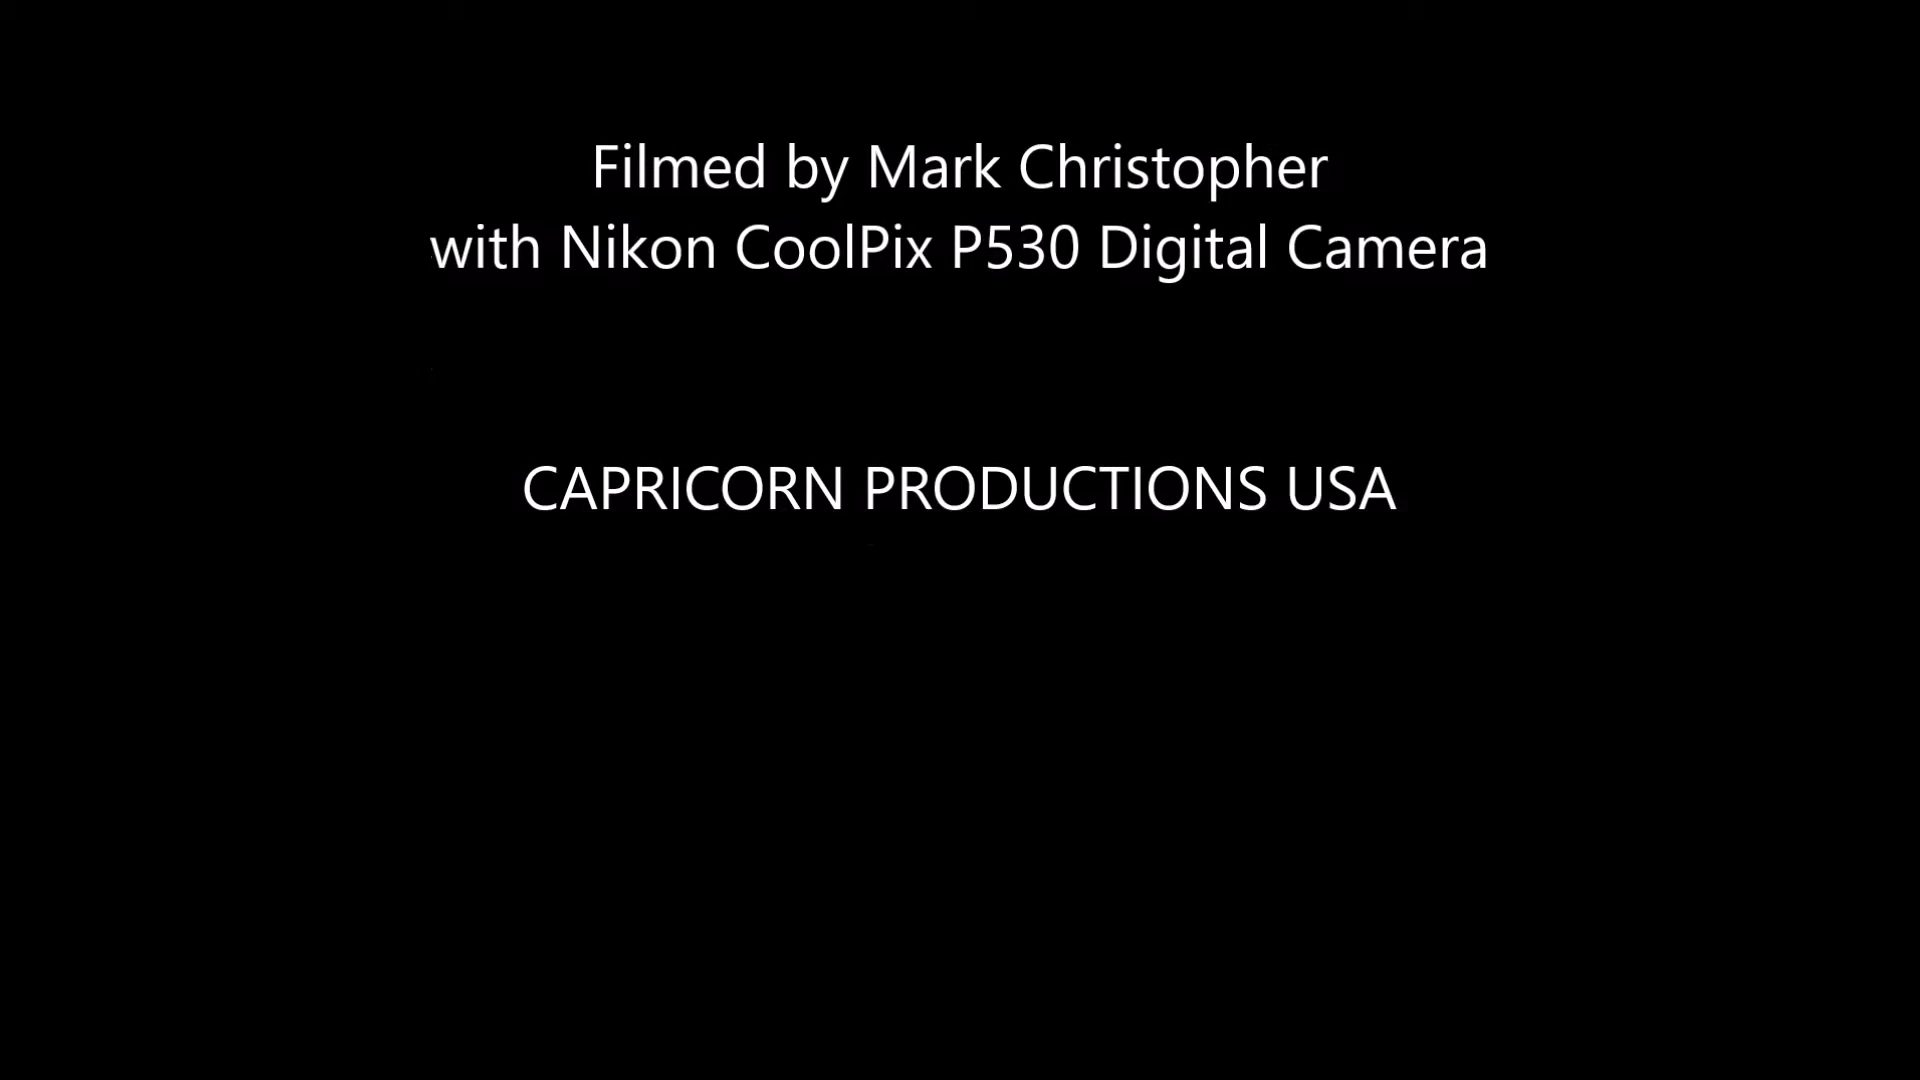 Filmed by Mark Christopher
with Nikon CoolPix P530 Digital Camera
CAPRICORN PRODUCTIONS USA